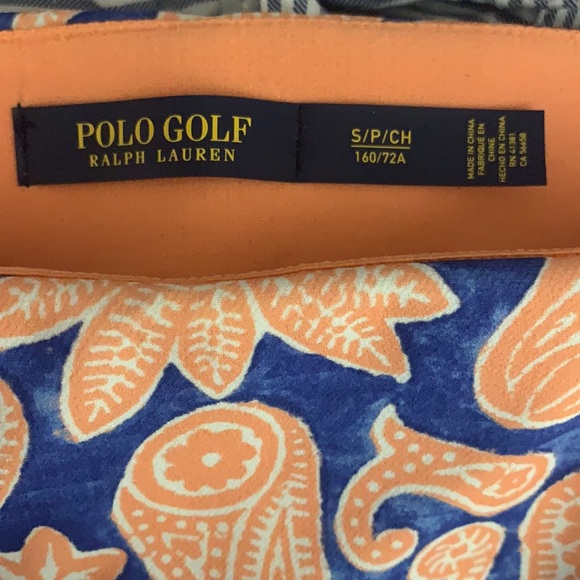 POLO GOLF
RALPH LAUREN
S/P/CH
160/72A
MADE IN CHINA
FABRIQUÉ EN
CHINE
HECHO EN CHINA
RN 41381
CA 56658